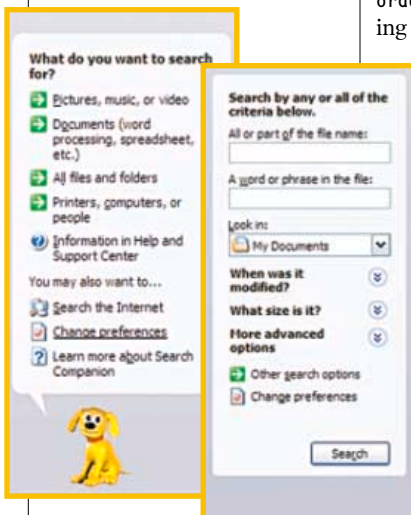 orde
ing
What do you want to search
for?
Pictures, music, or video
Documents (word
processing, spreadsheet,
etc.)
All files and folders
Printers, computers, or
people
Information in Help and
Support Center
You may also want to...
Search the Internet
Change preferences
Learn more about Search
Companion
Search by any or all of the
criteria below.
All or part of the file name:
A word or phrase in the file:
Look in:
My Documents
When was it
modified?
What size is it?
More advanced
options
Other search options
Change preferences
Search